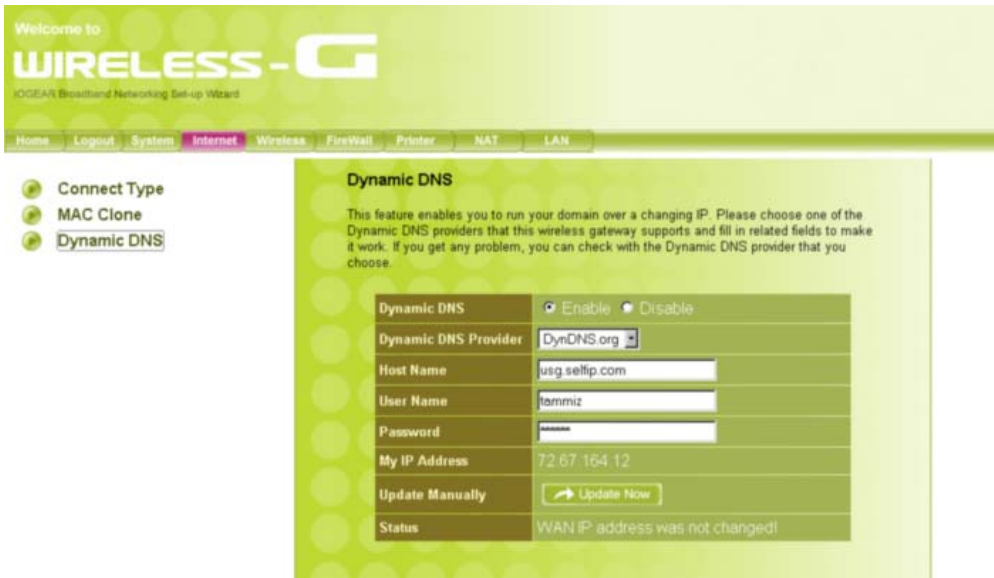 Welcome to
WIRELESS-G
IOGEAR Broadband Networking Set-up Wizard
Home Logout System Internet Wireless FireWall Printer NAT LAN
Connect Type
MAC Clone
Dynamic DNS
Dynamic DNS
This feature enables you to run your domain over a changing IP. Please choose one of the
Dynamic DNS providers that this wireless gateway supports and fill in related fields to make
it work. If you get any problem, you can check with the Dynamic DNS provider that you
choose.
Dynamic DNS Enable Disable
Dynamic DNS Provider DynDNS.org
Host Name usg.selfip.com
User Name tammiz
Password ******
My IP Address 72.67.164.12
Update Manually Update Now
Status WAN IP address was not changed!